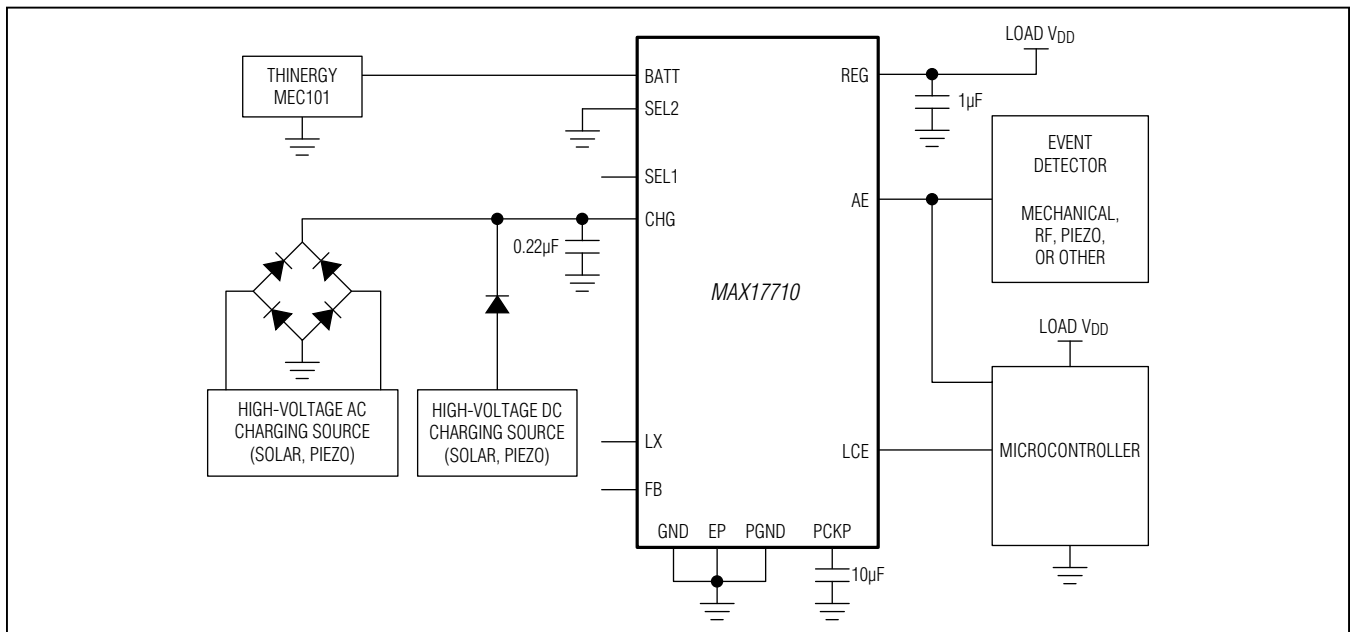 LOAD VDD
THINERGY
MEC101
BATT
REG
SEL2
1µF
EVENT
DETECTOR
MECHANICAL,
RF, PIEZO,
OR OTHER
SEL1
AE
CHG
0.22µF
MAX17710
LOAD VDD
HIGH-VOLTAGE AC
CHARGING SOURCE
(SOLAR, PIEZO)
HIGH-VOLTAGE DC
CHARGING SOURCE
(SOLAR, PIEZO)
LX
LCE
MICROCONTROLLER
FB
GND
EP
PGND
PCKP
10µF